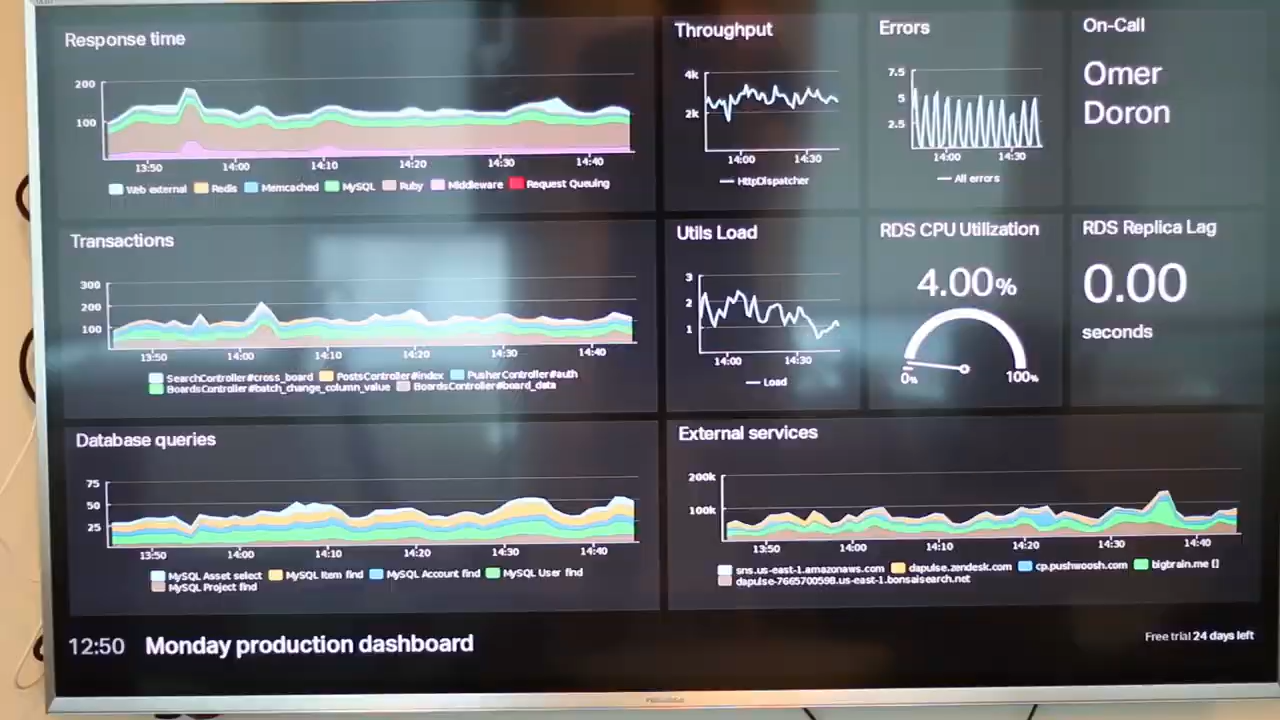 Response time
200
100
13:50 14:00 14:10 14:20 14:30 14:40
Web external Redis Memcached MySQL Ruby Middleware Request Queuing
Throughput
4k
2k
14:00 14:30
HttpDispatcher
Errors
7.5
5
2.5
14:00 14:30
All errors
On-Call
Omer
Doron
Transactions
300
200
100
13:50 14:00 14:10 14:20 14:30 14:40
SearchController#cross_board PostsController#index PusherController#auth
BoardsController#batch_change_column_value BoardsController#board_data
Utils Load
3
2
1
14:00 14:30
Load
RDS CPU Utilization
4.00%
0% 100%
RDS Replica Lag
0.00
seconds
Database queries
75
50
25
13:50 14:00 14:10 14:20 14:30 14:40
MySQL Asset select MySQL Item find MySQL Account find MySQL User find
MySQL Project find
External services
200k
100k
13:50 14:00 14:10 14:20 14:30 14:40
sns.us-east-1.amazonaws.com dapulse.zendesk.com cp.pushwoosh.com bigbrain.me []
dapulse-7665700598.us-east-1.bonsaisearch.net
12:50 Monday production dashboard
Free trial 24 days left